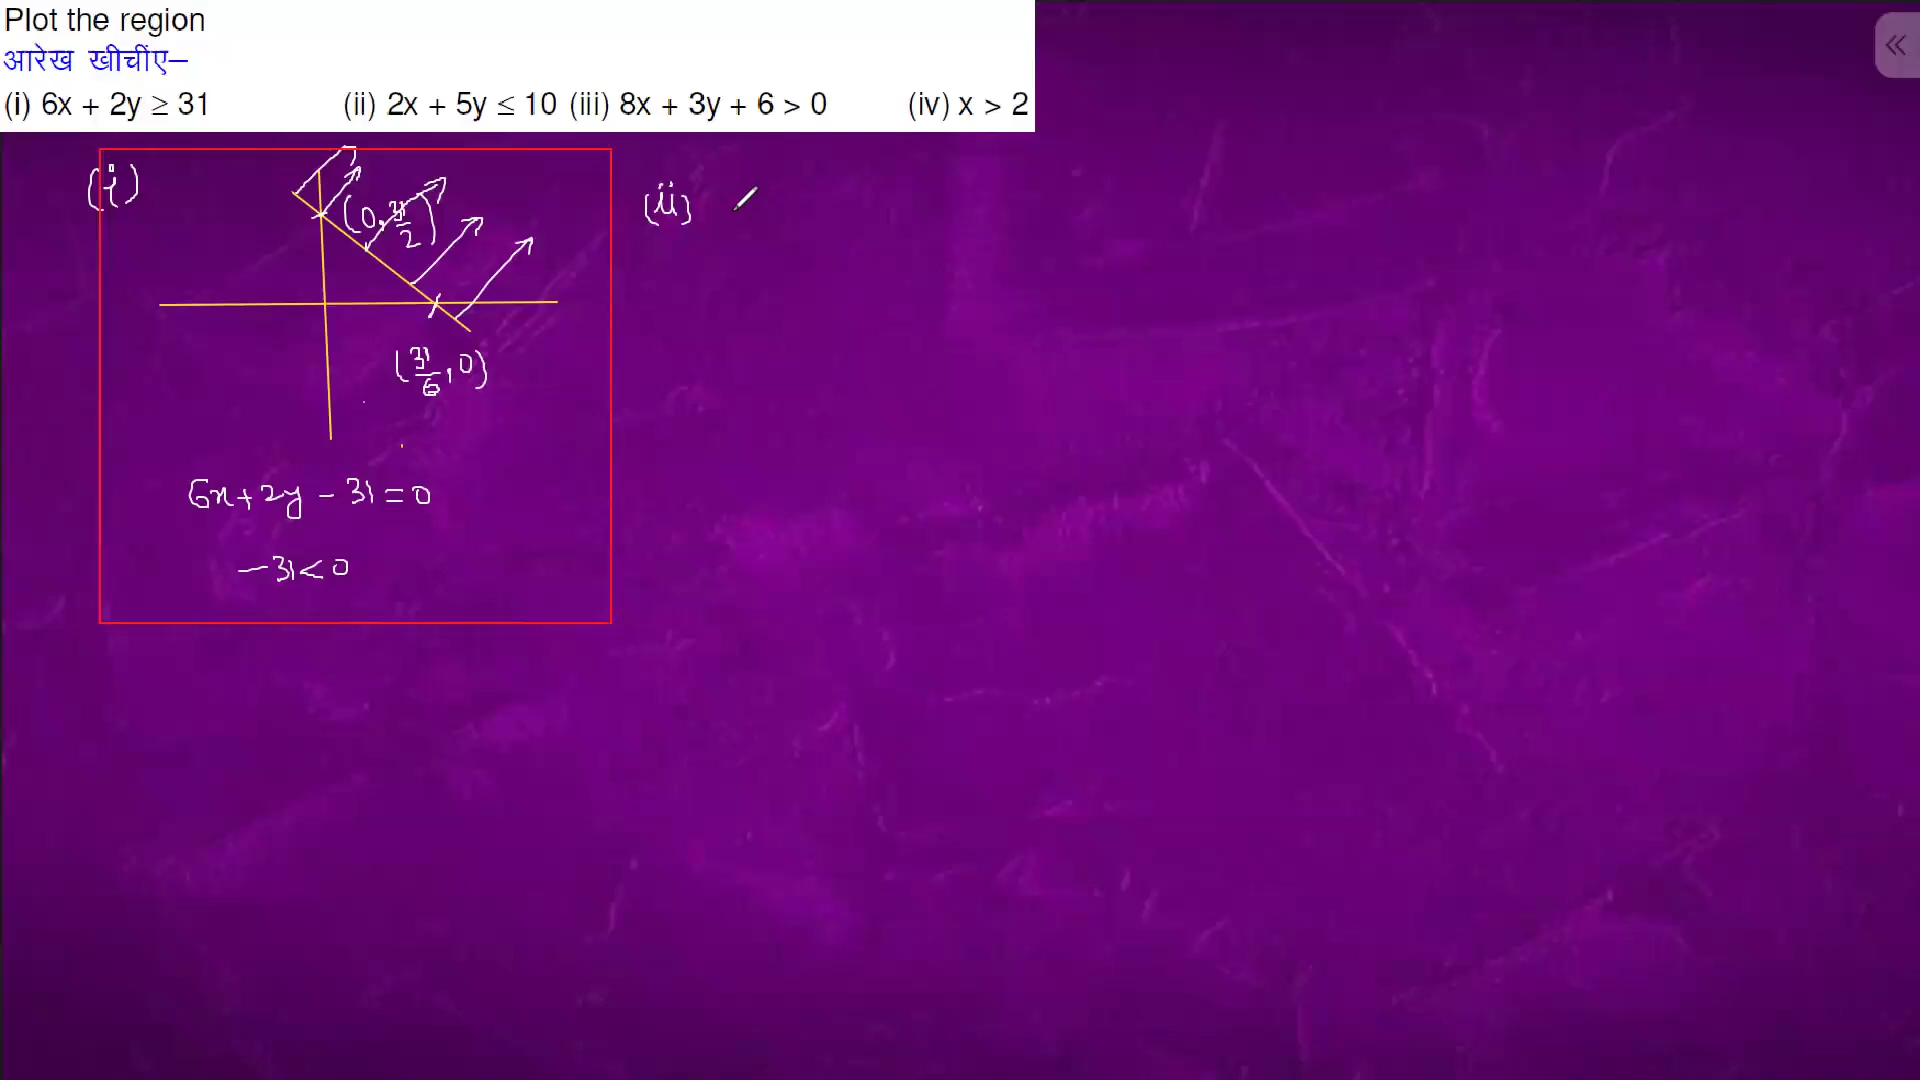 Plot the region
आरेख खीचींए–
(i) 6x + 2y ≥ 31 (ii) 2x + 5y ≤ 10 (iii) 8x + 3y + 6 > 0 (iv) x > 2
(i)
(ii)
(0, 31/2)
(31/6, 0)
6x+2y - 31 = 0
-31 < 0